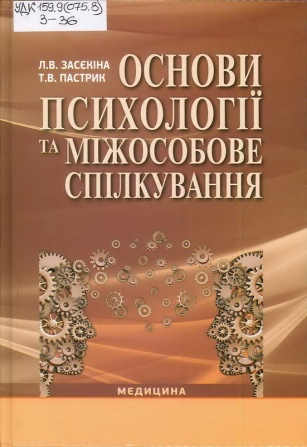 УДК 159.9(075.8)
З-36
Л.В. ЗАСЄКІНА
Т.В. ПАСТРИК
ОСНОВИ
ПСИХОЛОГІЇ
ТА МІЖОСОБОВЕ
СПІЛКУВАННЯ
МЕДИЦИНА